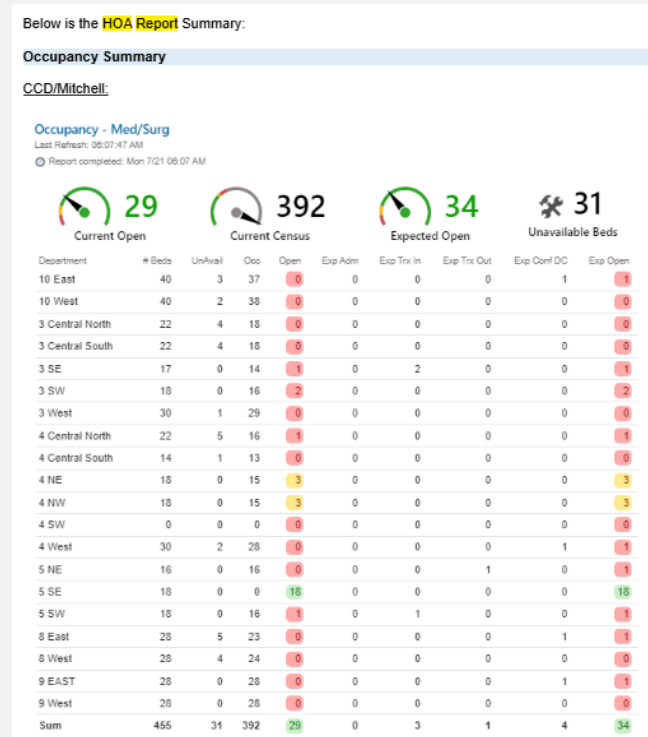 Below is the HOA Report Summary:
Occupancy Summary
CCD/Mitchell:
Occupancy - Med/Surg
Last Refresh: 06:07:47 AM
Report completed: Mon 7/21 06:07 AM
29 392 34 31
Current Open Current Census Expected Open Unavailable Beds
Department # Beds UnAvail Occ Open Exp Adm Exp Trx In Exp Trx Out Exp Conf DC Exp Open
10 East 40 3 37 0 0 0 0 1 1
10 West 40 2 38 0 0 0 0 0 0
3 Central North 22 4 18 0 0 0 0 0 0
3 Central South 22 4 18 0 0 0 0 0 0
3 SE 17 0 14 1 0 2 0 0 1
3 SW 18 0 16 2 0 0 0 0 2
3 West 30 1 29 0 0 0 0 0 0
4 Central North 22 5 16 1 0 0 0 0 1
4 Central South 14 1 13 0 0 0 0 0 0
4 NE 18 0 15 3 0 0 0 0 3
4 NW 18 0 15 3 0 0 0 0 3
4 SW 0 0 0 0 0 0 0 0 0
4 West 30 2 28 0 0 0 0 1 1
5 NE 16 0 16 0 0 0 1 0 1
5 SE 18 0 0 18 0 0 0 0 18
5 SW 18 0 16 1 0 1 0 0 1
8 East 28 5 23 0 0 0 0 1 1
8 West 28 4 24 0 0 0 0 0 0
9 EAST 28 0 28 0 0 0 0 1 1
9 West 28 0 28 0 0 0 0 0 0
Sum 455 31 392 29 0 3 1 4 34